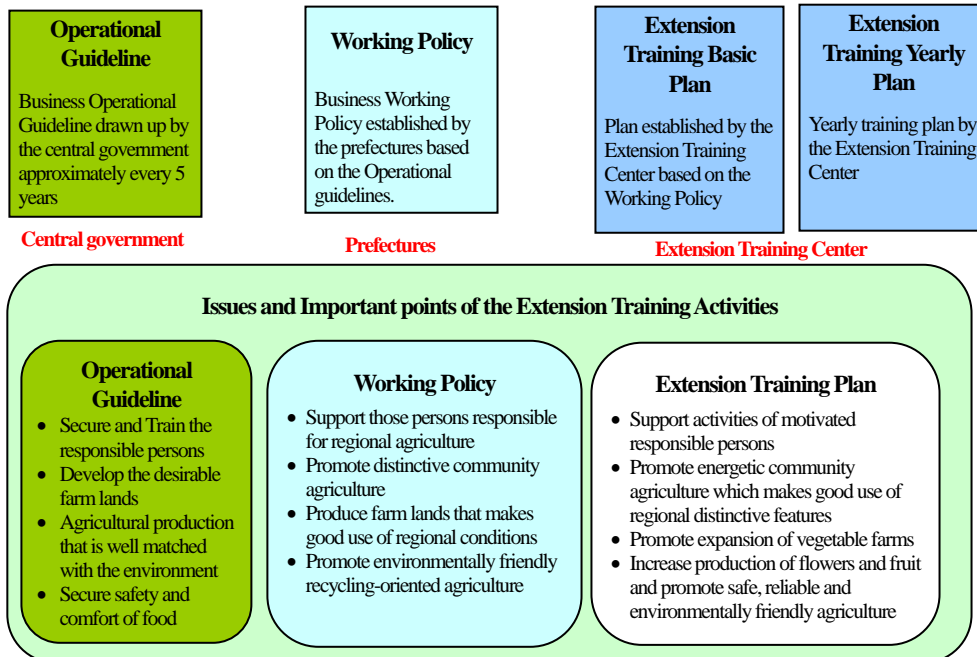 Operational
Guideline
Business Operational
Guideline drawn up by
the central government
approximately every 5
years
Working Policy
Business Working
Policy established by
the prefectures based
on the Operational
guidelines.
Extension
Training Basic
Plan
Plan established by the
Extension Training
Center based on the
Working Policy
Extension
Training Yearly
Plan
Yearly training plan by
the Extension Training
Center
Central government
Prefectures
Extension Training Center
Issues and Important points of the Extension Training Activities
Operational
Guideline
• Secure and Train the
responsible persons
• Develop the desirable
farm lands
• Agricultural production
that is well matched
with the environment
• Secure safety and
comfort of food
Working Policy
• Support those persons responsible
for regional agriculture
• Promote distinctive community
agriculture
• Produce farm lands that makes
good use of regional conditions
• Promote environmentally friendly
recycling-oriented agriculture
Extension Training Plan
• Support activities of motivated
responsible persons
• Promote energetic community
agriculture which makes good use of
regional distinctive features
• Promote expansion of vegetable farms
• Increase production of flowers and fruit
and promote safe, reliable and
environmentally friendly agriculture